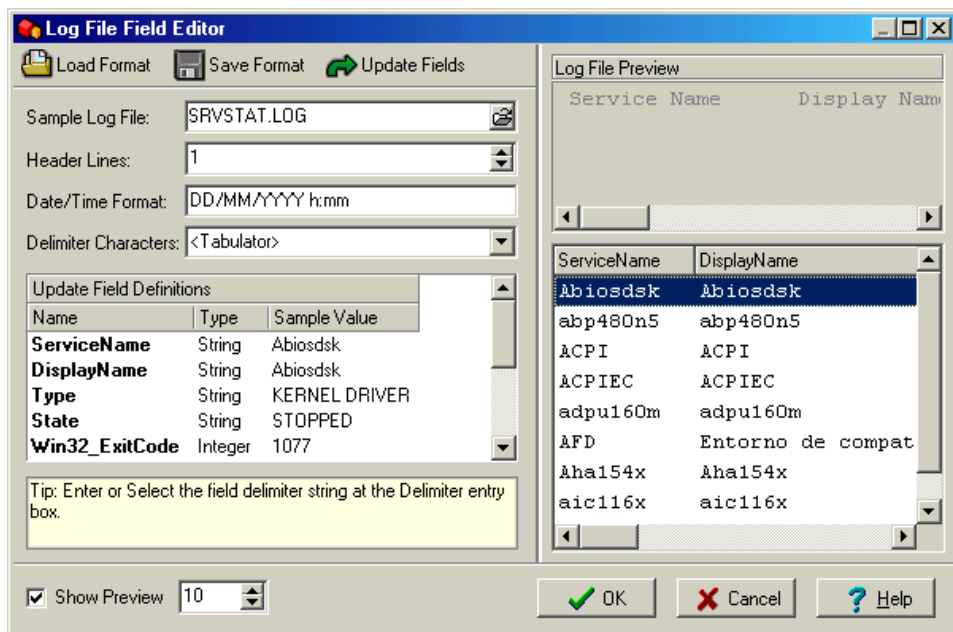 Log File Field Editor
Load Format Save Format Update Fields
Sample Log File: SRVSTAT.LOG
Header Lines: 1
Date/Time Format: DD/MM/YYYY h:mm
Delimiter Characters: <Tabulator>
Update Field Definitions
Name Type Sample Value
ServiceName String Abiosdsk
DisplayName String Abiosdsk
Type String KERNEL DRIVER
State String STOPPED
Win32_ExitCode Integer 1077
Tip: Enter or Select the field delimiter string at the Delimiter entry
box.
Log File Preview
Service Name Display Nam
ServiceName DisplayName
Abiosdsk Abiosdsk
abp480n5 abp480n5
ACPI ACPI
ACPIEC ACPIEC
adpu160m adpu160m
AFD Entorno de compat
Aha154x Aha154x
aic116x aic116x
Show Preview 10
OK Cancel Help